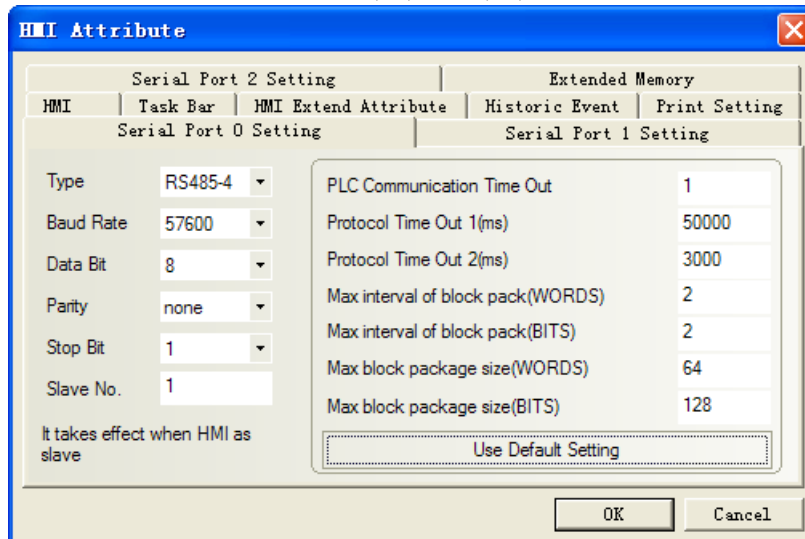 HMI Attribute
Serial Port 2 Setting Extended Memory
HMI Task Bar HMI Extend Attribute Historic Event Print Setting
Serial Port 0 Setting Serial Port 1 Setting
Type RS485-4
Baud Rate 57600
Data Bit 8
Parity none
Stop Bit 1
Slave No. 1
It takes effect when HMI as
slave
PLC Communication Time Out 1
Protocol Time Out 1(ms) 50000
Protocol Time Out 2(ms) 3000
Max interval of block pack(WORDS) 2
Max interval of block pack(BITS) 2
Max block package size(WORDS) 64
Max block package size(BITS) 128
Use Default Setting
OK Cancel